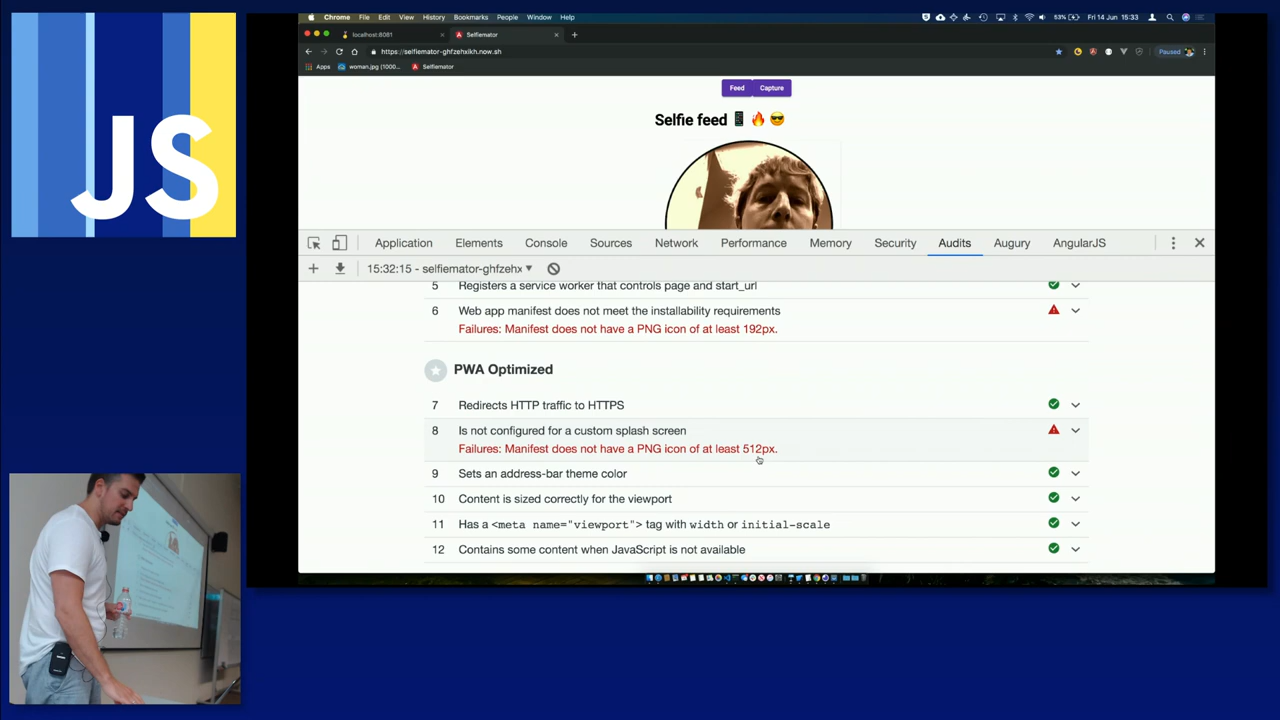 JS
Chrome File Edit View History Bookmarks People Window Help
53% Fri 14 Jun 15:33
localhost:8081
Selfiemator
https://selfiemator-ghfzehxlkh.now.sh
Paused
Apps
woman.jpg (1000...
Selfiemator
Feed Capture
Selfie feed 📱 🔥 😎
Application Elements Console Sources Network Performance Memory Security Audits Augury AngularJS
15:32:15 - selfiemator-ghfzehx
5 Registers a service worker that controls page and start_url
6 Web app manifest does not meet the installability requirements
Failures: Manifest does not have a PNG icon of at least 192px.
PWA Optimized
7 Redirects HTTP traffic to HTTPS
8 Is not configured for a custom splash screen
Failures: Manifest does not have a PNG icon of at least 512px.
9 Sets an address-bar theme color
10 Content is sized correctly for the viewport
11 Has a <meta name="viewport"> tag with width or initial-scale
12 Contains some content when JavaScript is not available